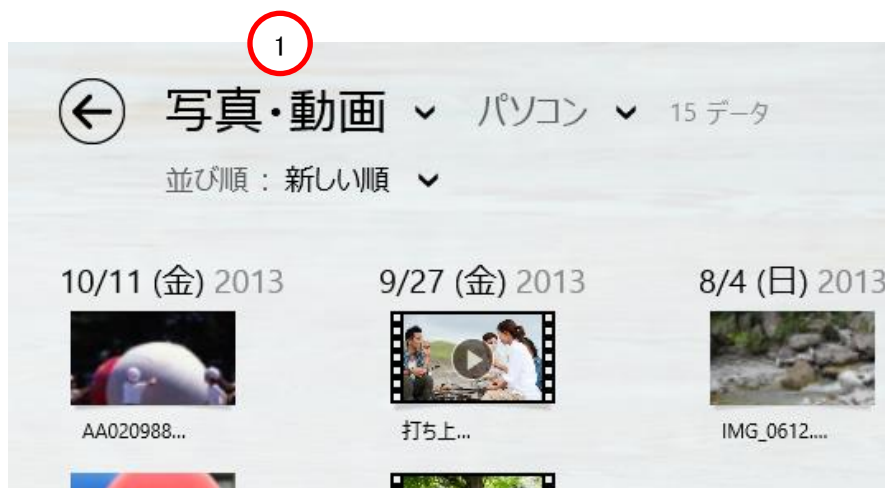 1
写真・動画 パソコン 15 データ
並び順 : 新しい順
10/11 (金) 2013 9/27 (金) 2013 8/4 (日) 2013
AA020988... 打ち上... IMG_0612....